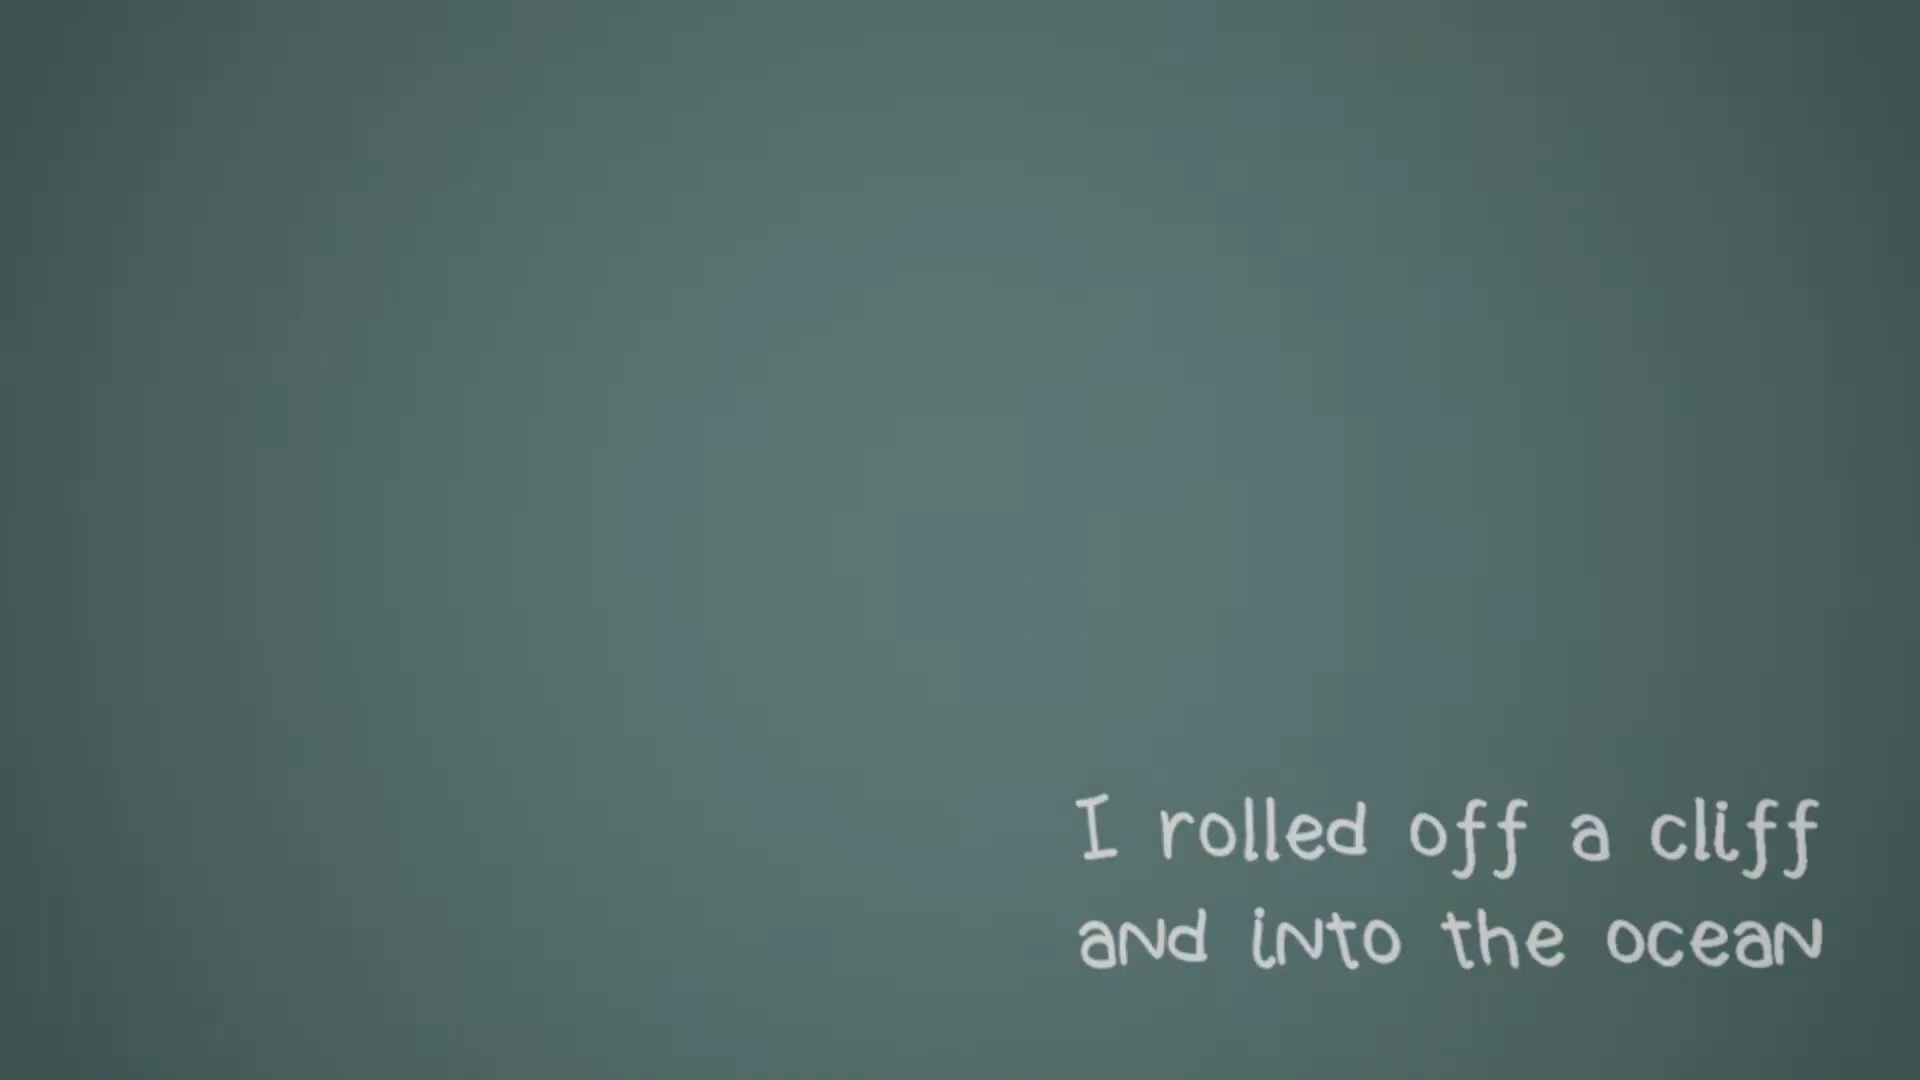 I rolled off a cliff
and into the ocean